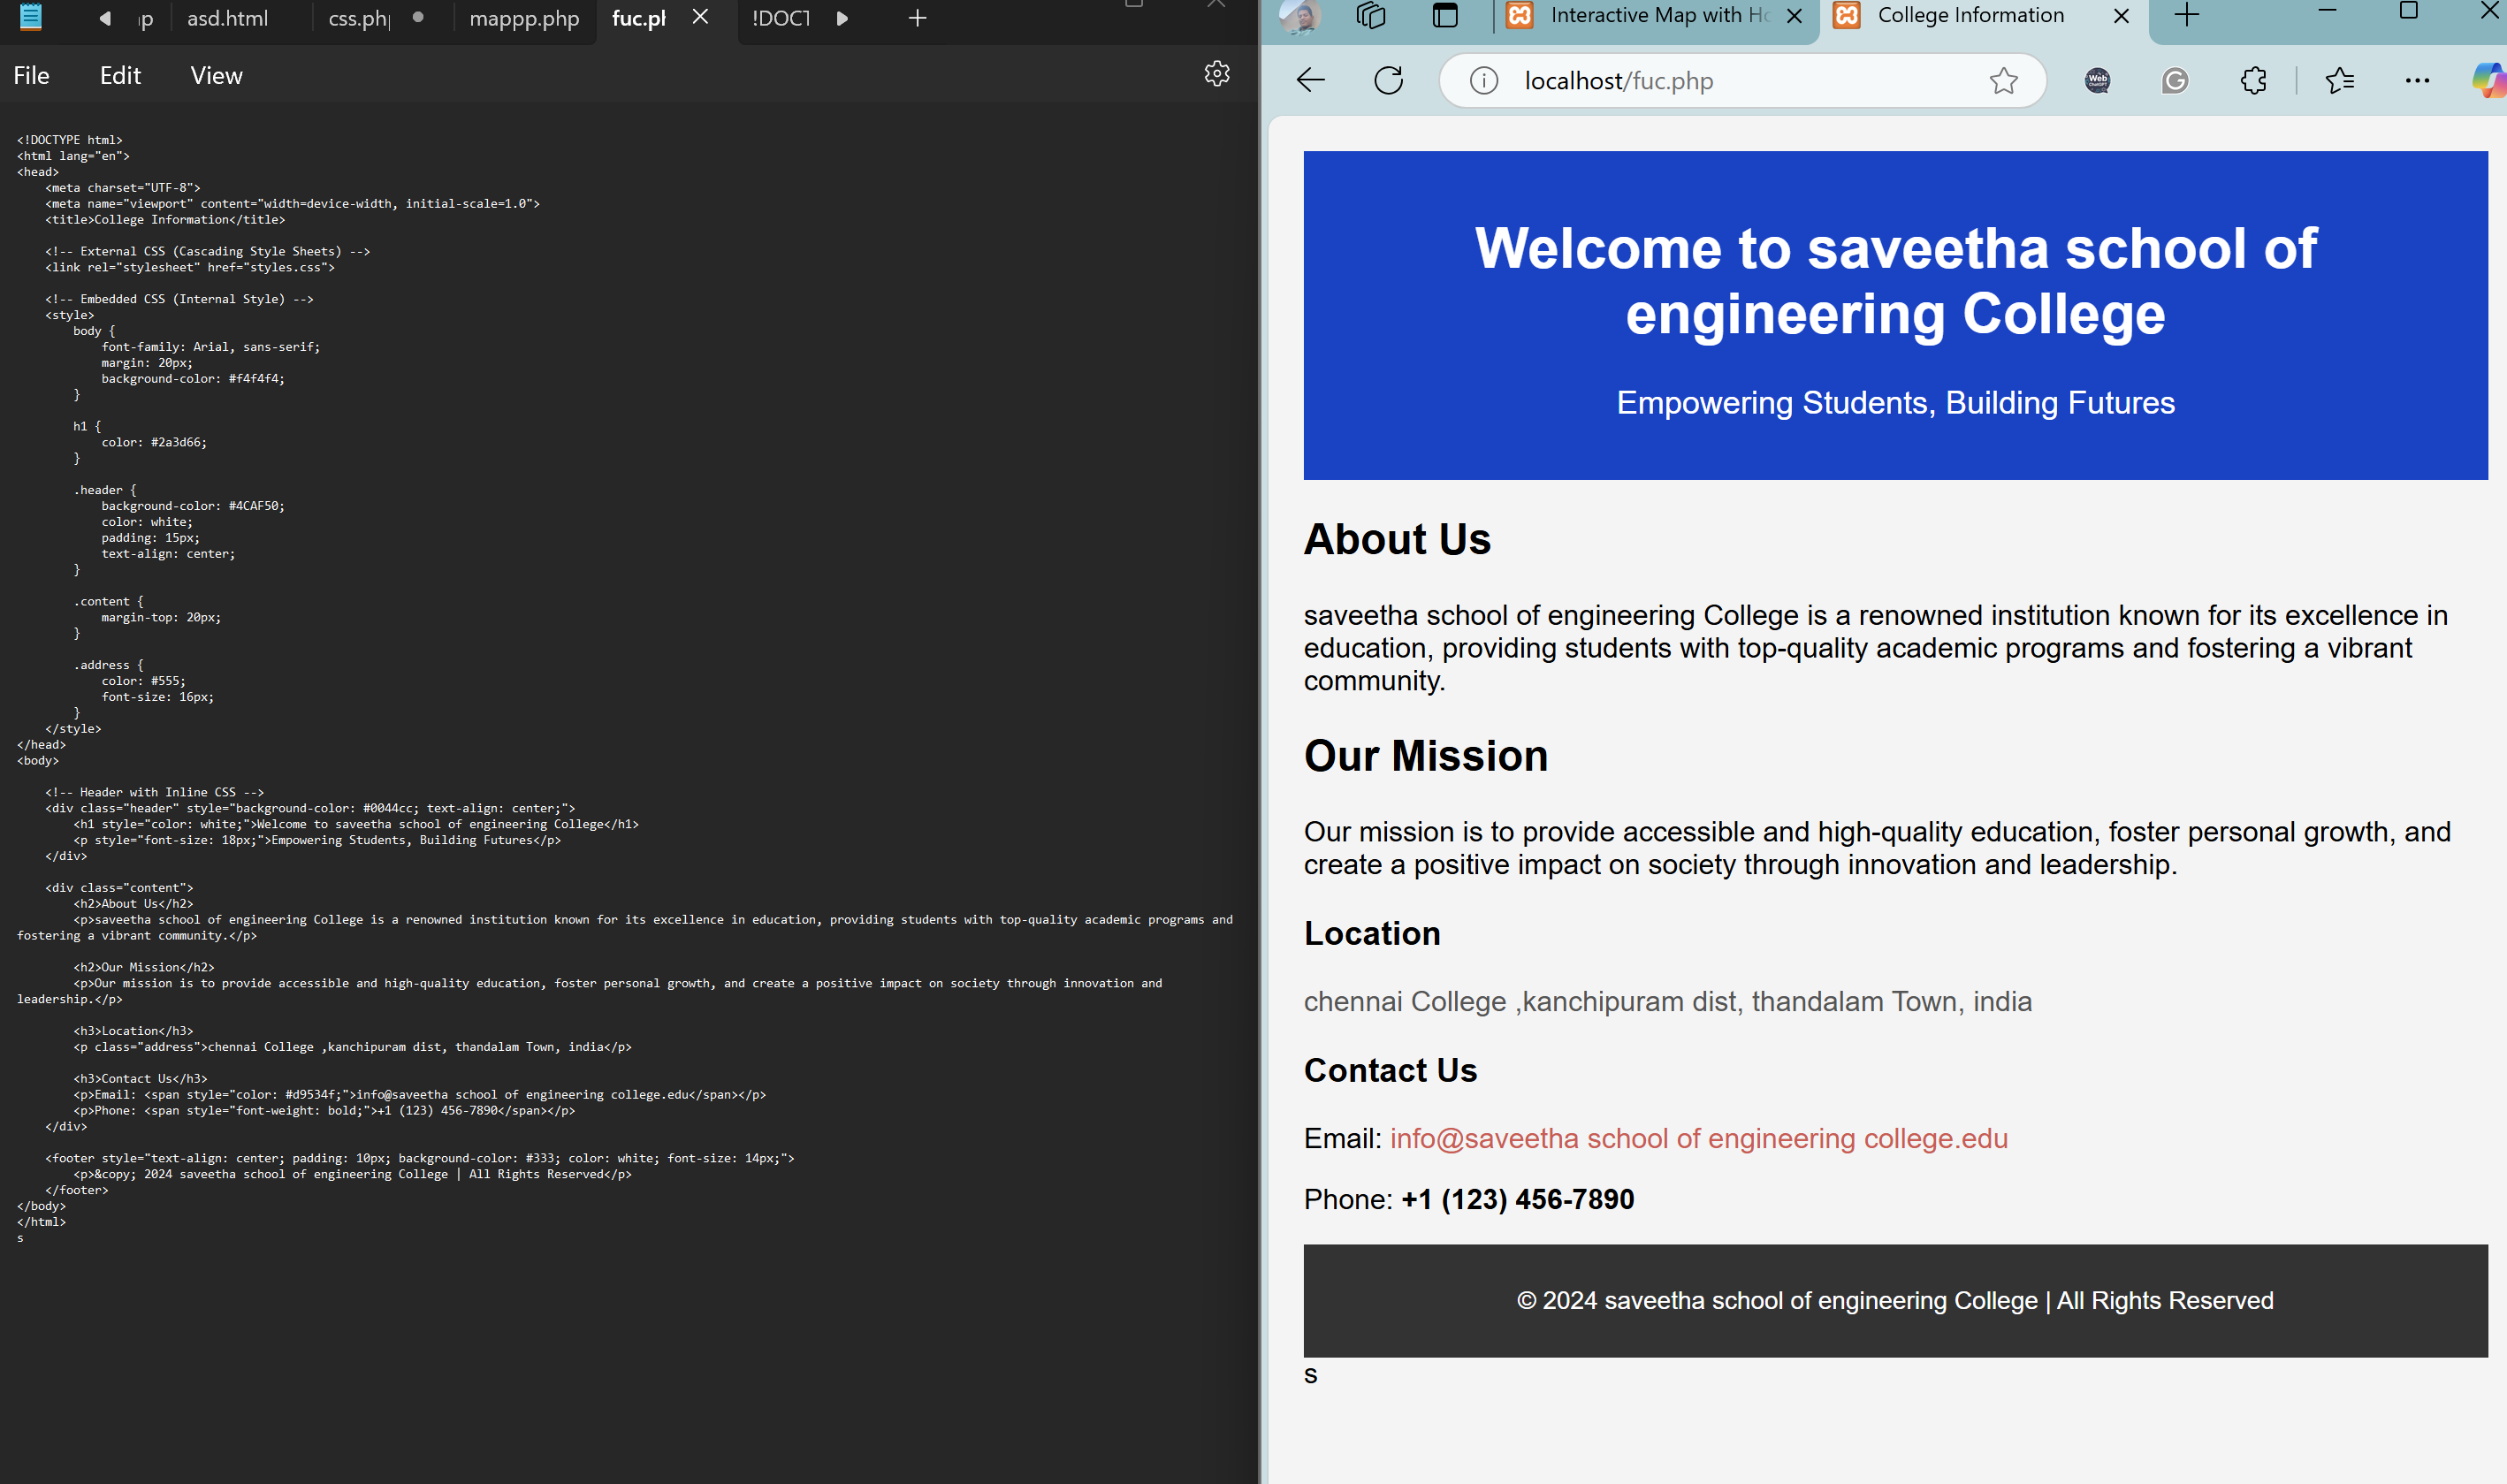 p asd.html css.ph mappp.php fuc.pl !DOCT
File Edit View
<!DOCTYPE html>
<html lang="en">
<head>
    <meta charset="UTF-8">
    <meta name="viewport" content="width=device-width, initial-scale=1.0">
    <title>College Information</title>
    <!-- External CSS (Cascading Style Sheets) -->
    <link rel="stylesheet" href="styles.css">
    <!-- Embedded CSS (Internal Style) -->
    <style>
        body {
            font-family: Arial, sans-serif;
            margin: 20px;
            background-color: #f4f4f4;
        }
        h1 {
            color: #2a3d66;
        }
        .header {
            background-color: #4CAF50;
            color: white;
            padding: 15px;
            text-align: center;
        }
        .content {
            margin-top: 20px;
        }
        .address {
            color: #555;
            font-size: 16px;
        }
    </style>
</head>
<body>
    <!-- Header with Inline CSS -->
    <div class="header" style="background-color: #0044cc; text-align: center;">
        <h1 style="color: white;">Welcome to saveetha school of engineering College</h1>
        <p style="font-size: 18px;">Empowering Students, Building Futures</p>
    </div>
    <div class="content">
        <h2>About Us</h2>
        <p>saveetha school of engineering College is a renowned institution known for its excellence in education, providing students with top-quality academic programs and
fostering a vibrant community.</p>
        <h2>Our Mission</h2>
        <p>Our mission is to provide accessible and high-quality education, foster personal growth, and create a positive impact on society through innovation and
leadership.</p>
        <h3>Location</h3>
        <p class="address">chennai College ,kanchipuram dist, thandalam Town, india</p>
        <h3>Contact Us</h3>
        <p>Email: <span style="color: #d9534f;">info@saveetha school of engineering college.edu</span></p>
        <p>Phone: <span style="font-weight: bold;">+1 (123) 456-7890</span></p>
    </div>
    <footer style="text-align: center; padding: 10px; background-color: #333; color: white; font-size: 14px;">
        <p>&copy; 2024 saveetha school of engineering College | All Rights Reserved</p>
    </footer>
</body>
</html>
s
Interactive Map with Ho College Information
localhost/fuc.php
Web
Welcome to saveetha school of
engineering College
Empowering Students, Building Futures
About Us
saveetha school of engineering College is a renowned institution known for its excellence in
education, providing students with top-quality academic programs and fostering a vibrant
community.
Our Mission
Our mission is to provide accessible and high-quality education, foster personal growth, and
create a positive impact on society through innovation and leadership.
Location
chennai College ,kanchipuram dist, thandalam Town, india
Contact Us
Email: info@saveetha school of engineering college.edu
Phone: +1 (123) 456-7890
© 2024 saveetha school of engineering College | All Rights Reserved
s